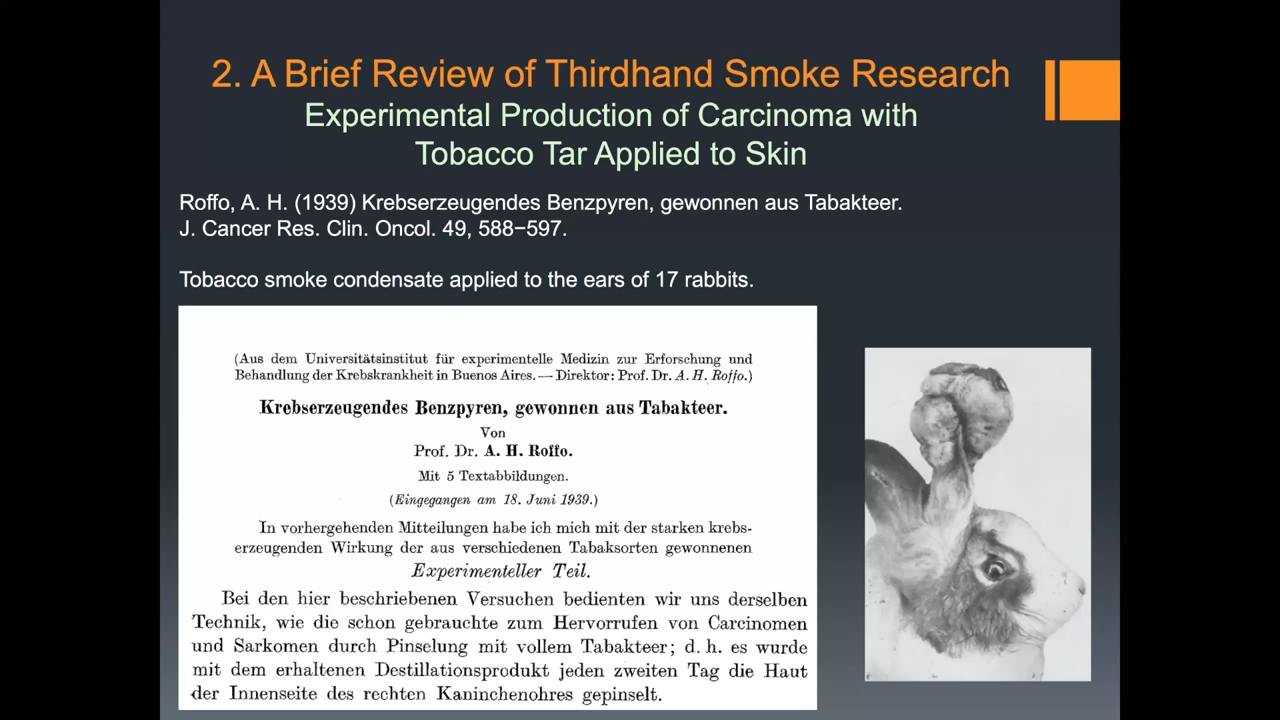 2. A Brief Review of Thirdhand Smoke Research
Experimental Production of Carcinoma with
Tobacco Tar Applied to Skin
Roffo, A. H. (1939) Krebserzeugendes Benzpyren, gewonnen aus Tabakteer.
J. Cancer Res. Clin. Oncol. 49, 588−597.
Tobacco smoke condensate applied to the ears of 17 rabbits.
(Aus dem Universitätsinstitut für experimentelle Medizin zur Erforschung und
Behandlung der Krebskrankheit in Buenos Aires. — Direktor: Prof. Dr. A. H. Roffo.)
Krebserzeugendes Benzpyren, gewonnen aus Tabakteer.
Von
Prof. Dr. A. H. Roffo.
Mit 5 Textabbildungen.
(Eingegangen am 18. Juni 1939.)
In vorhergehenden Mitteilungen habe ich mich mit der starken krebs-
erzeugenden Wirkung der aus verschiedenen Tabaksorten gewonnenen
Experimenteller Teil.
Bei den hier beschriebenen Versuchen bedienten wir uns derselben
Technik, wie die schon gebrauchte zum Hervorrufen von Carcinomen
und Sarkomen durch Pinselung mit vollem Tabakteer; d. h. es wurde
mit dem erhaltenen Destillationsprodukt jeden zweiten Tag die Haut
der Innenseite des rechten Kaninchenohres gepinselt.